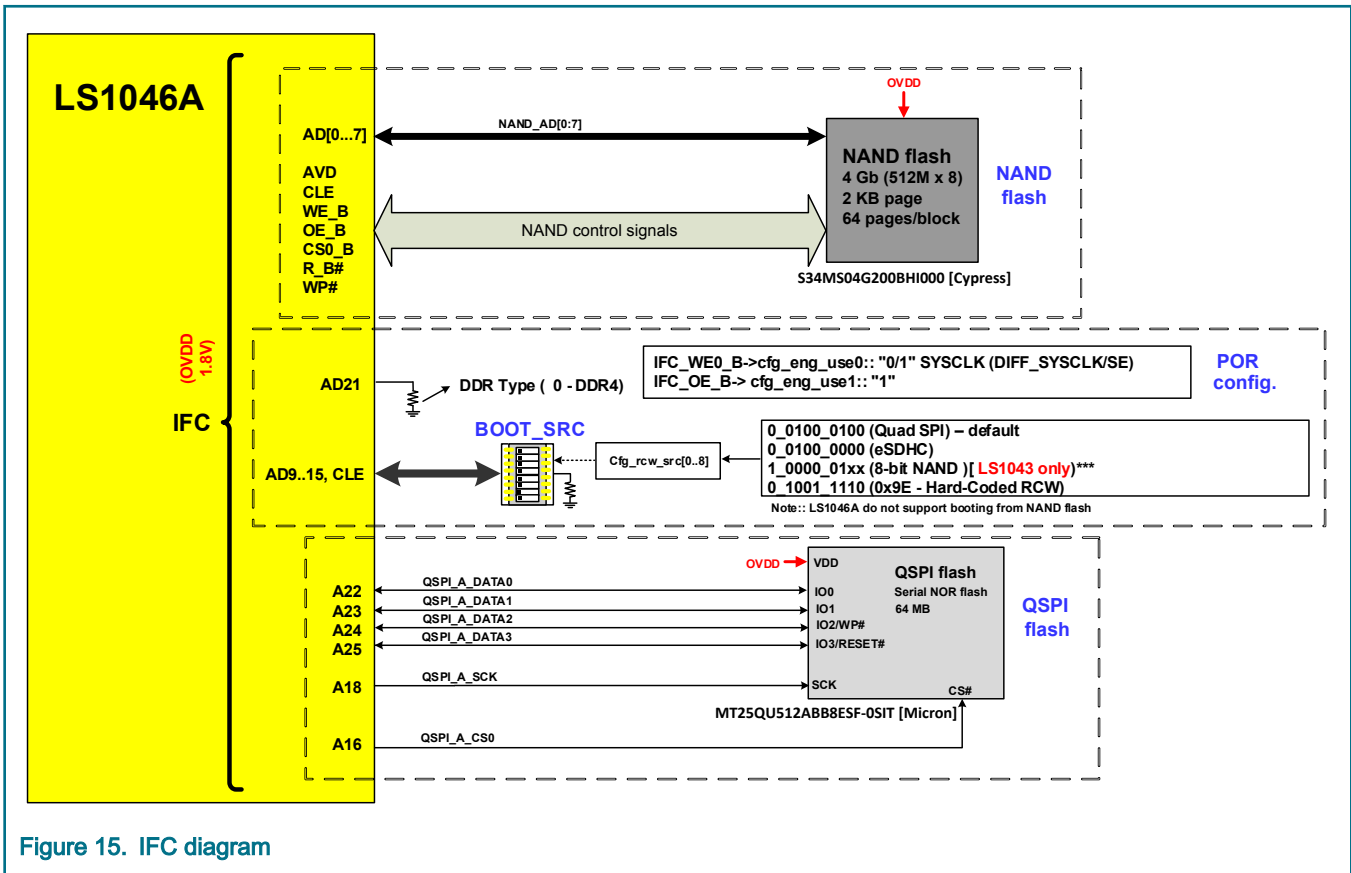 LS1046A
IFC
(OVDD
1.8V)
AD[0...7]
AVD
CLE
WE_B
OE_B
CS0_B
R_B#
WP#
NAND_AD[0:7]
NAND control signals
OVDD
NAND flash
4 Gb (512M x 8)
2 KB page
64 pages/block
S34MS04G200BHI000 [Cypress]
NAND
flash
AD21
DDR Type ( 0 - DDR4)
IFC_WE0_B->cfg_eng_use0:: "0/1" SYSCLK (DIFF_SYSCLK/SE)
IFC_OE_B-> cfg_eng_use1:: "1"
POR
config.
BOOT_SRC
AD9..15, CLE
Cfg_rcw_src[0..8]
0_0100_0100 (Quad SPI) – default
0_0100_0000 (eSDHC)
1_0000_01xx (8-bit NAND )[ LS1043 only)***
0_1001_1110 (0x9E - Hard-Coded RCW)
Note:: LS1046A do not support booting from NAND flash
A22
A23
A24
A25
A18
A16
QSPI_A_DATA0
QSPI_A_DATA1
QSPI_A_DATA2
QSPI_A_DATA3
QSPI_A_SCK
QSPI_A_CS0
OVDD
VDD
IO0
IO1
IO2/WP#
IO3/RESET#
SCK
CS#
QSPI flash
Serial NOR flash
64 MB
MT25QU512ABB8ESF-0SIT [Micron]
QSPI
flash
Figure 15. IFC diagram